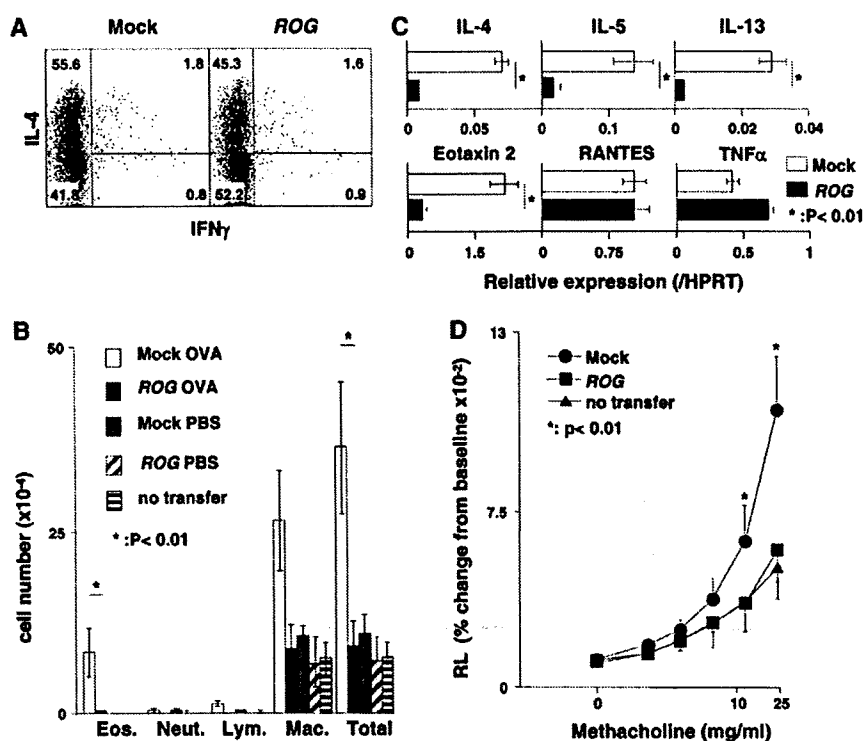 A
Mock
ROG
55.6
1.8
45.3
1.6
41.8
0.8
52.2
0.9
IL-4
IFNγ
C
IL-4
IL-5
IL-13
*
*
*
0
0.05
0
0.1
0
0.02
0.04
Eotaxin 2
RANTES
TNFα
*
Mock
ROG
* :P< 0.01
0
1.5
0
0.75
0
0.5
1
Relative expression (/HPRT)
B
50
25
0
cell number (x10⁻⁴)
Mock OVA
ROG OVA
Mock PBS
ROG PBS
no transfer
* :P< 0.01
*
*
Eos.
Neut.
Lym.
Mac.
Total
D
13
7.5
0
RL (% change from baseline x10⁻²)
Mock
ROG
no transfer
*: p< 0.01
*
*
0
10
25
Methacholine (mg/ml)